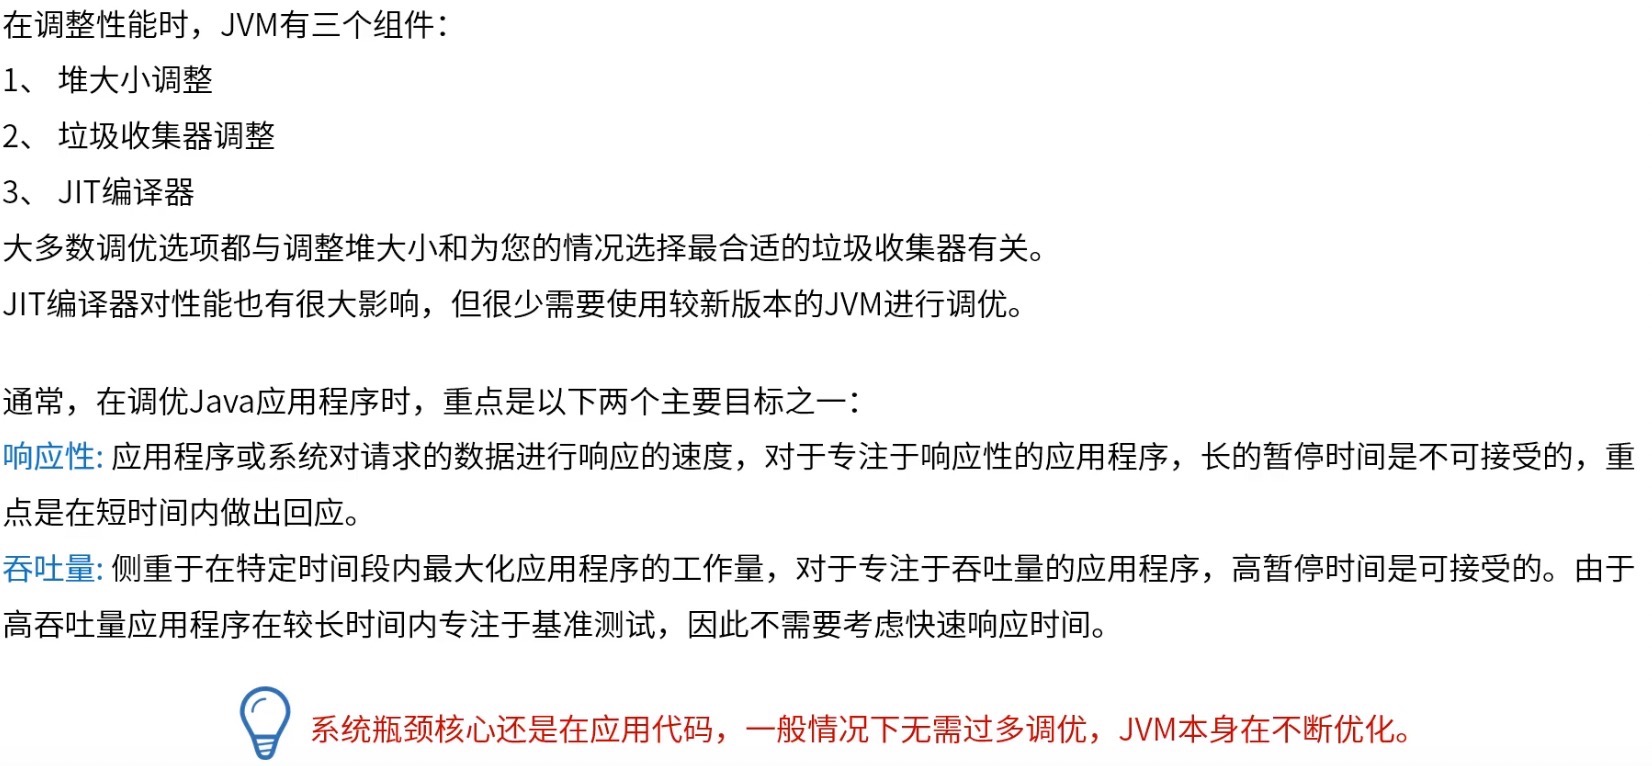 在调整性能时，JVM有三个组件：
1、 堆大小调整
2、 垃圾收集器调整
3、 JIT编译器
大多数调优选项都与调整堆大小和为您的情况选择最合适的垃圾收集器有关。
JIT编译器对性能也有很大影响，但很少需要使用较新版本的JVM进行调优。
通常，在调优Java应用程序时，重点是以下两个主要目标之一：
响应性: 应用程序或系统对请求的数据进行响应的速度，对于专注于响应性的应用程序，长的暂停时间是不可接受的，重
点是在短时间内做出回应。
吞吐量: 侧重于在特定时间段内最大化应用程序的工作量，对于专注于吞吐量的应用程序，高暂停时间是可接受的。由于
高吞吐量应用程序在较长时间内专注于基准测试，因此不需要考虑快速响应时间。
系统瓶颈核心还是在应用代码，一般情况下无需过多调优，JVM本身在不断优化。